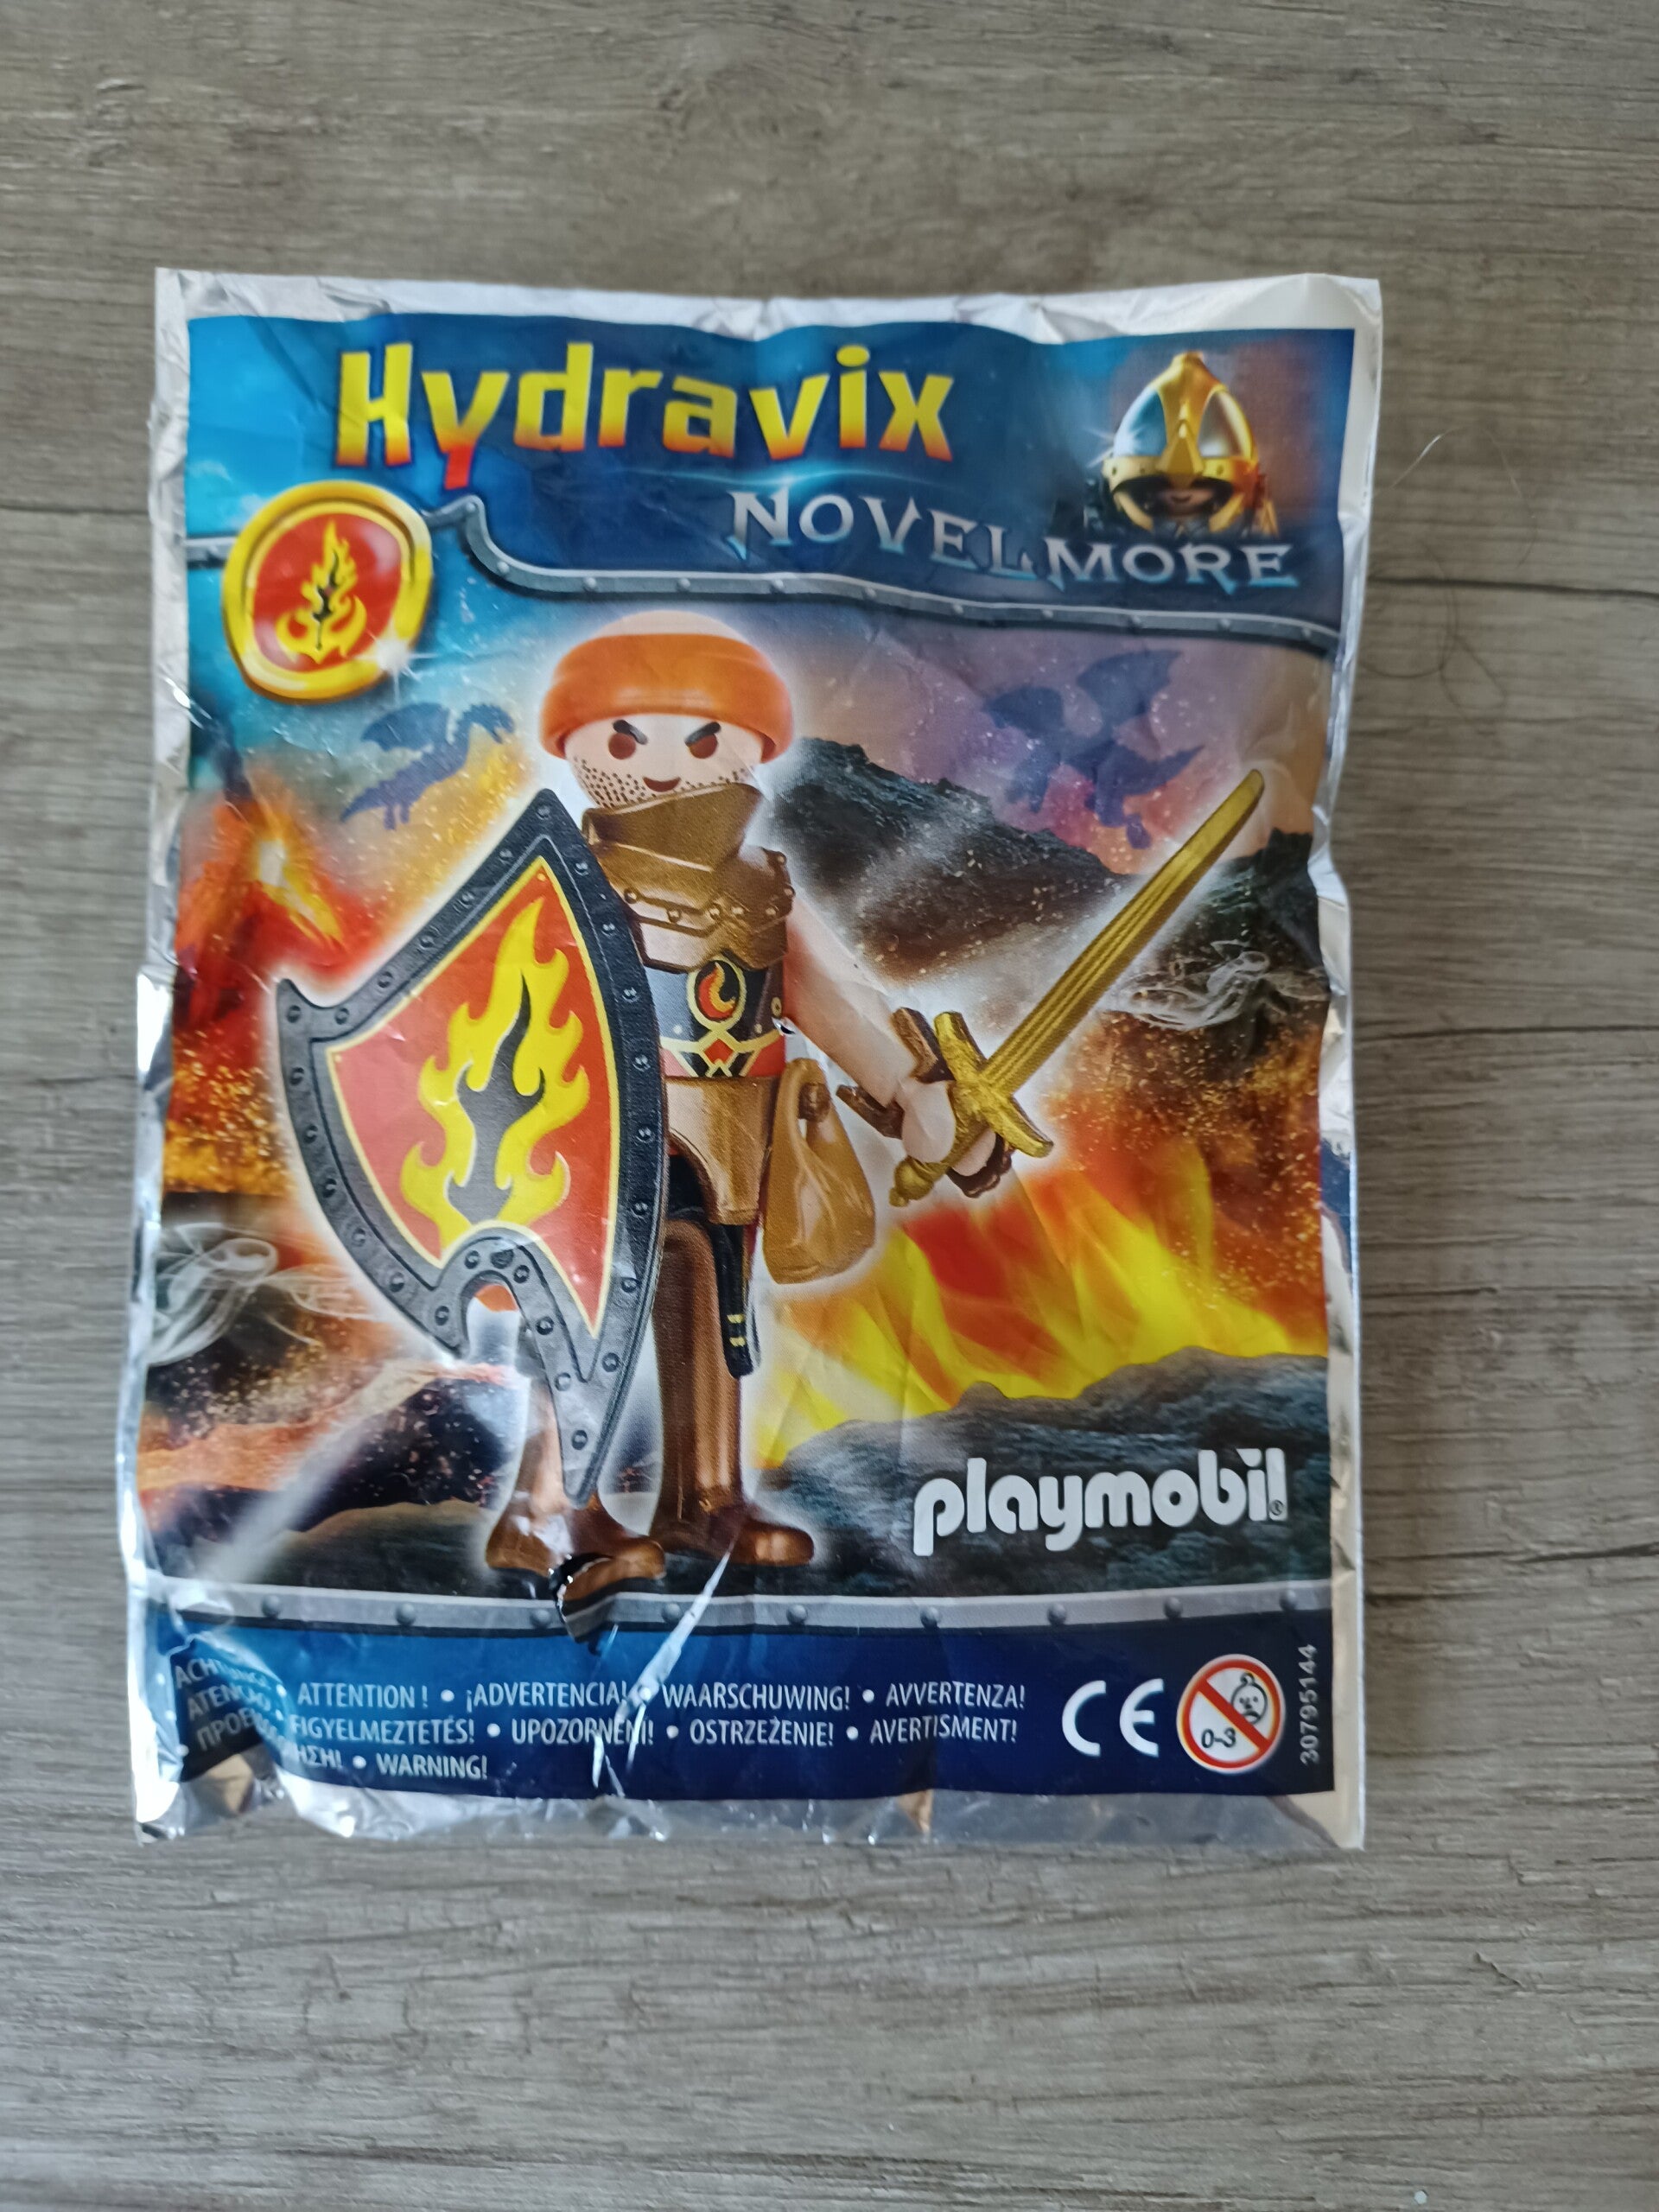 Hydravix
NOVELMORE
playmobil
ATTENTION! • ¡ADVERTENCIA! • WAARSCHUWING! • AVVERTENZA!
FIGYELMEZTETÉS! • UPOZORNĚNÍ! • OSTRZEŻENIE! • AVERTISMENT!
• WARNING!
CE
0-3
30795144